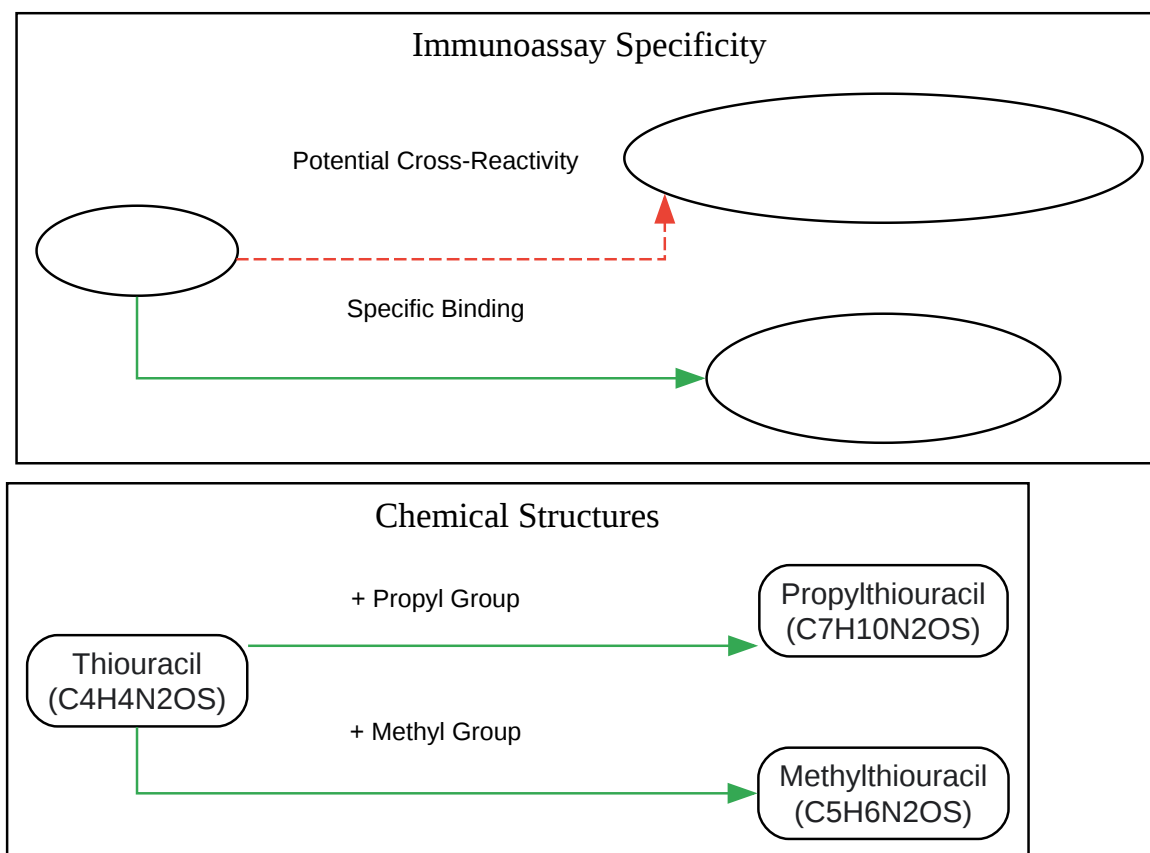 Immunoassay Specificity
Potential Cross-Reactivity
Specific Binding
Chemical Structures
+ Propyl Group
Propylthiouracil
(C7H10N2OS)
Thiouracil
(C4H4N2OS)
+ Methyl Group
Methylthiouracil
(C5H6N2OS)